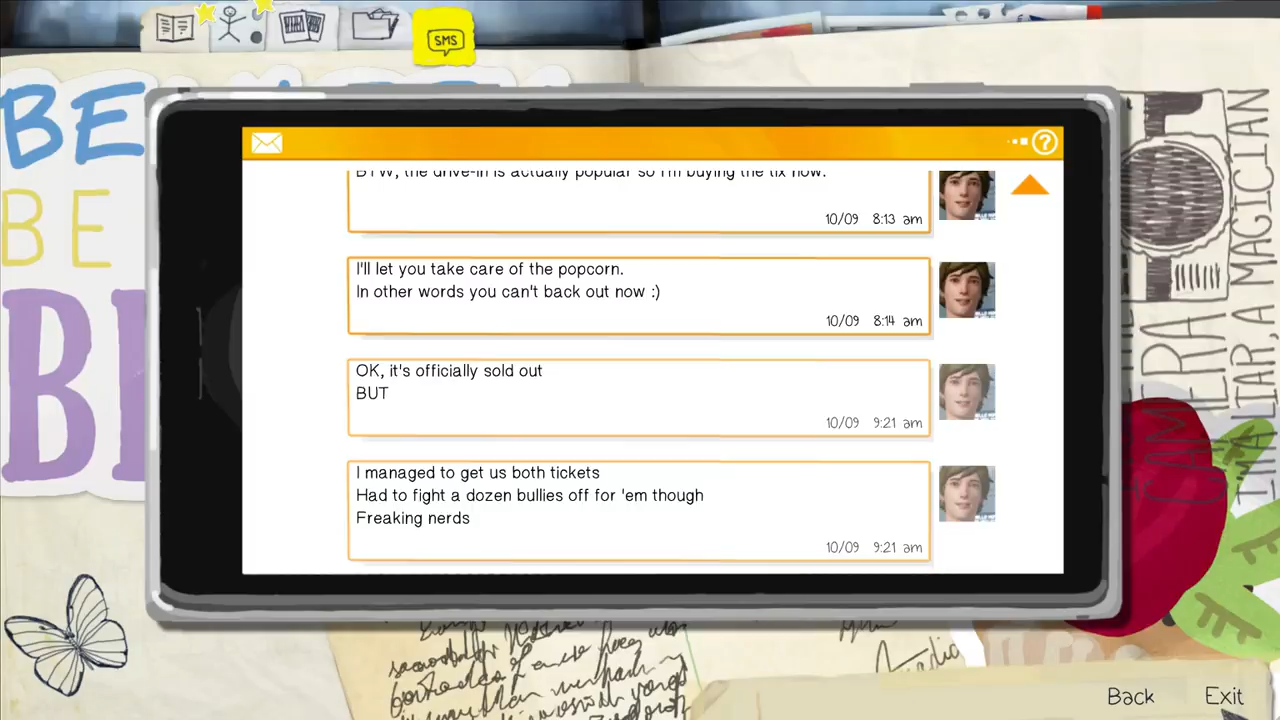 SMS
BE
BE
BTW, the drive-in is actually popular so I'm buying the tix now.
10/09 8:13 am
I'll let you take care of the popcorn.
In other words you can't back out now :)
10/09 8:14 am
OK, it's officially sold out
BUT
10/09 9:21 am
I managed to get us both tickets
Had to fight a dozen bullies off for 'em though
Freaking nerds
10/09 9:21 am
CAMERA
A MAGICIAN
Back
Exit